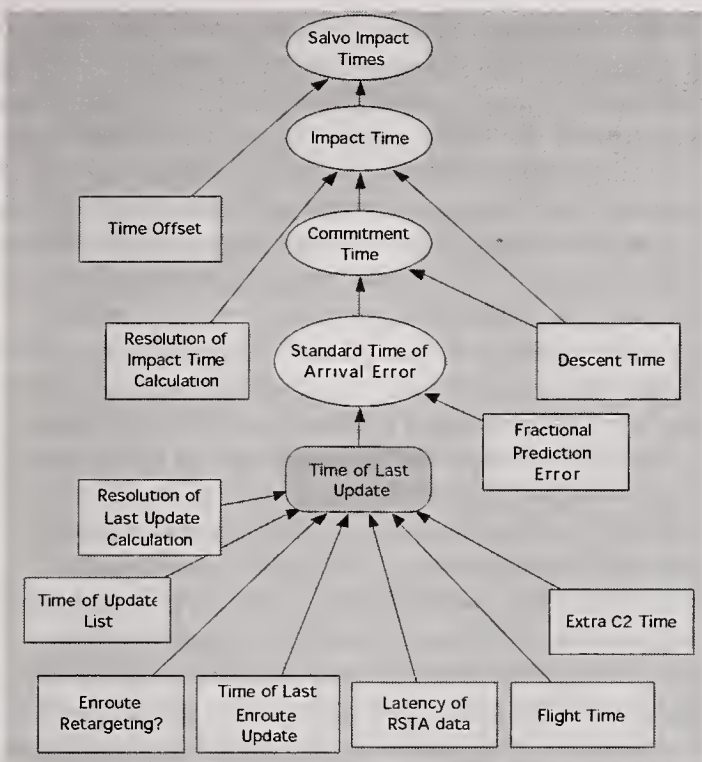 Salvo Impact
Times
Impact Time
Time Offset
Commitment
Time
Resolution of
Impact Time
Calculation
Standard Time of
Arrival Error
Descent Time
Fractional
Prediction
Error
Time of Last
Update
Resolution of
Last Update
Calculation
Time of Update
List
Extra C2 Time
Enroute
Retargeting?
Time of Last
Enroute
Update
Latency of
RSTA data
Flight Time